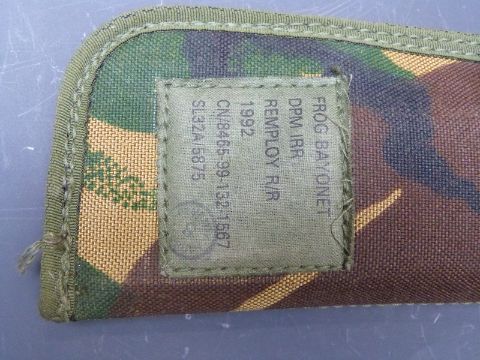 FROG BAYONET
DPM IRR
REMPLOY R/R
1992
CN/8465-99-132-1567
SL32A/5875